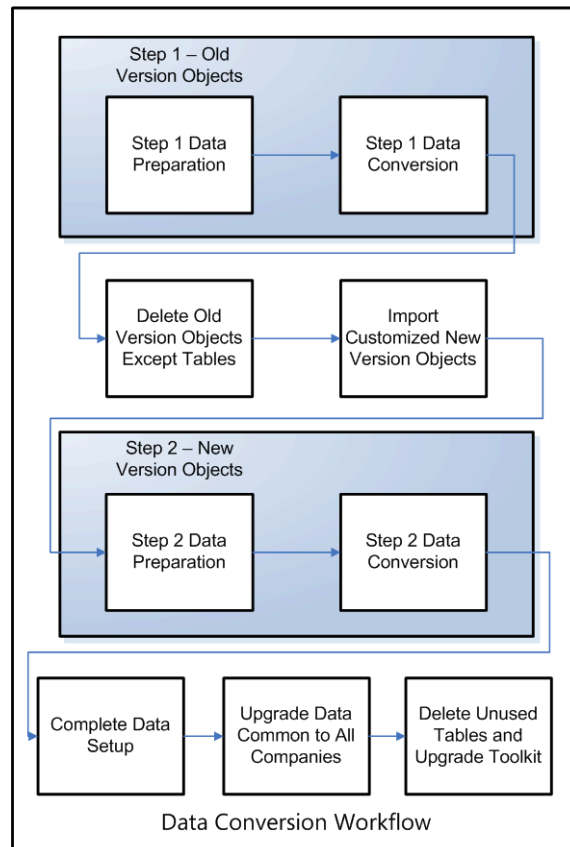 Step 1 – Old
Version Objects
Step 1 Data
Preparation
Step 1 Data
Conversion
Delete Old
Version Objects
Except Tables
Import
Customized New
Version Objects
Step 2 – New
Version Objects
Step 2 Data
Preparation
Step 2 Data
Conversion
Complete Data
Setup
Upgrade Data
Common to All
Companies
Delete Unused
Tables and
Upgrade Toolkit
Data Conversion Workflow